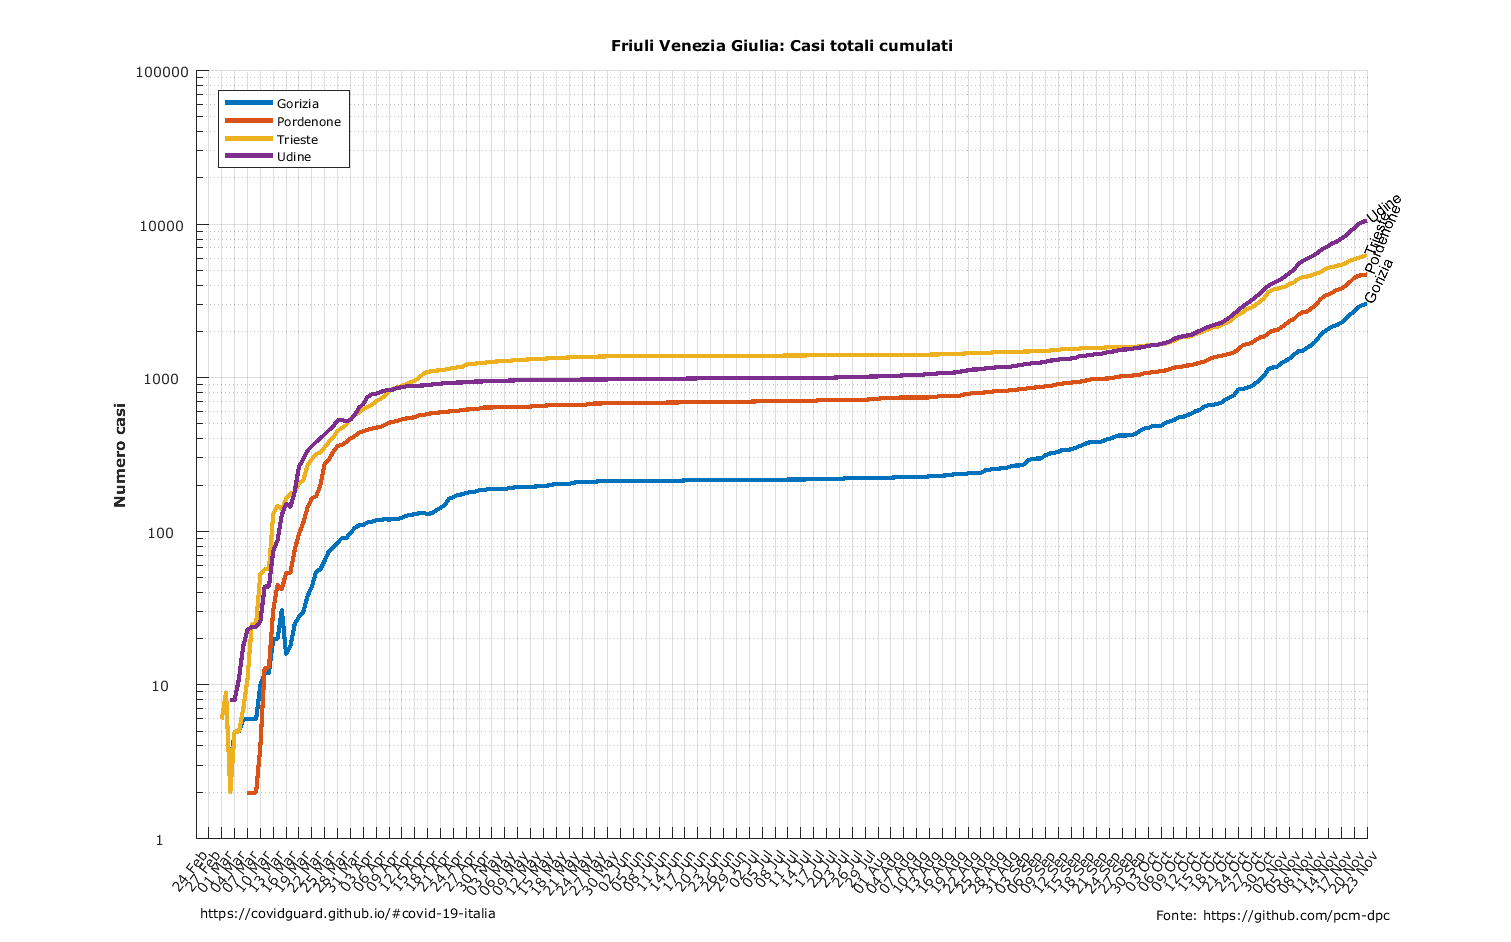 Friuli Venezia Giulia: Casi totali cumulati
100000
10000
1000
100
10
1
Numero casi
Gorizia
Pordenone
Trieste
Udine
Udine
Trieste
Pordenone
Gorizia
24 Feb
27 Feb
01 Mar
04 Mar
07 Mar
10 Mar
13 Mar
16 Mar
19 Mar
22 Mar
25 Mar
28 Mar
31 Mar
03 Apr
06 Apr
09 Apr
12 Apr
15 Apr
18 Apr
21 Apr
24 Apr
27 Apr
30 Apr
03 May
06 May
09 May
12 May
15 May
18 May
21 May
24 May
27 May
30 May
02 Jun
05 Jun
08 Jun
11 Jun
14 Jun
17 Jun
20 Jun
23 Jun
26 Jun
29 Jun
02 Jul
05 Jul
08 Jul
11 Jul
14 Jul
17 Jul
20 Jul
23 Jul
26 Jul
29 Jul
01 Aug
04 Aug
07 Aug
10 Aug
13 Aug
16 Aug
19 Aug
22 Aug
25 Aug
28 Aug
31 Aug
03 Sep
06 Sep
09 Sep
12 Sep
15 Sep
18 Sep
21 Sep
24 Sep
27 Sep
30 Sep
03 Oct
06 Oct
09 Oct
12 Oct
15 Oct
18 Oct
21 Oct
24 Oct
27 Oct
30 Oct
02 Nov
05 Nov
08 Nov
11 Nov
14 Nov
17 Nov
20 Nov
23 Nov
https://covidguard.github.io/#covid-19-italia
Fonte: https://github.com/pcm-dpc